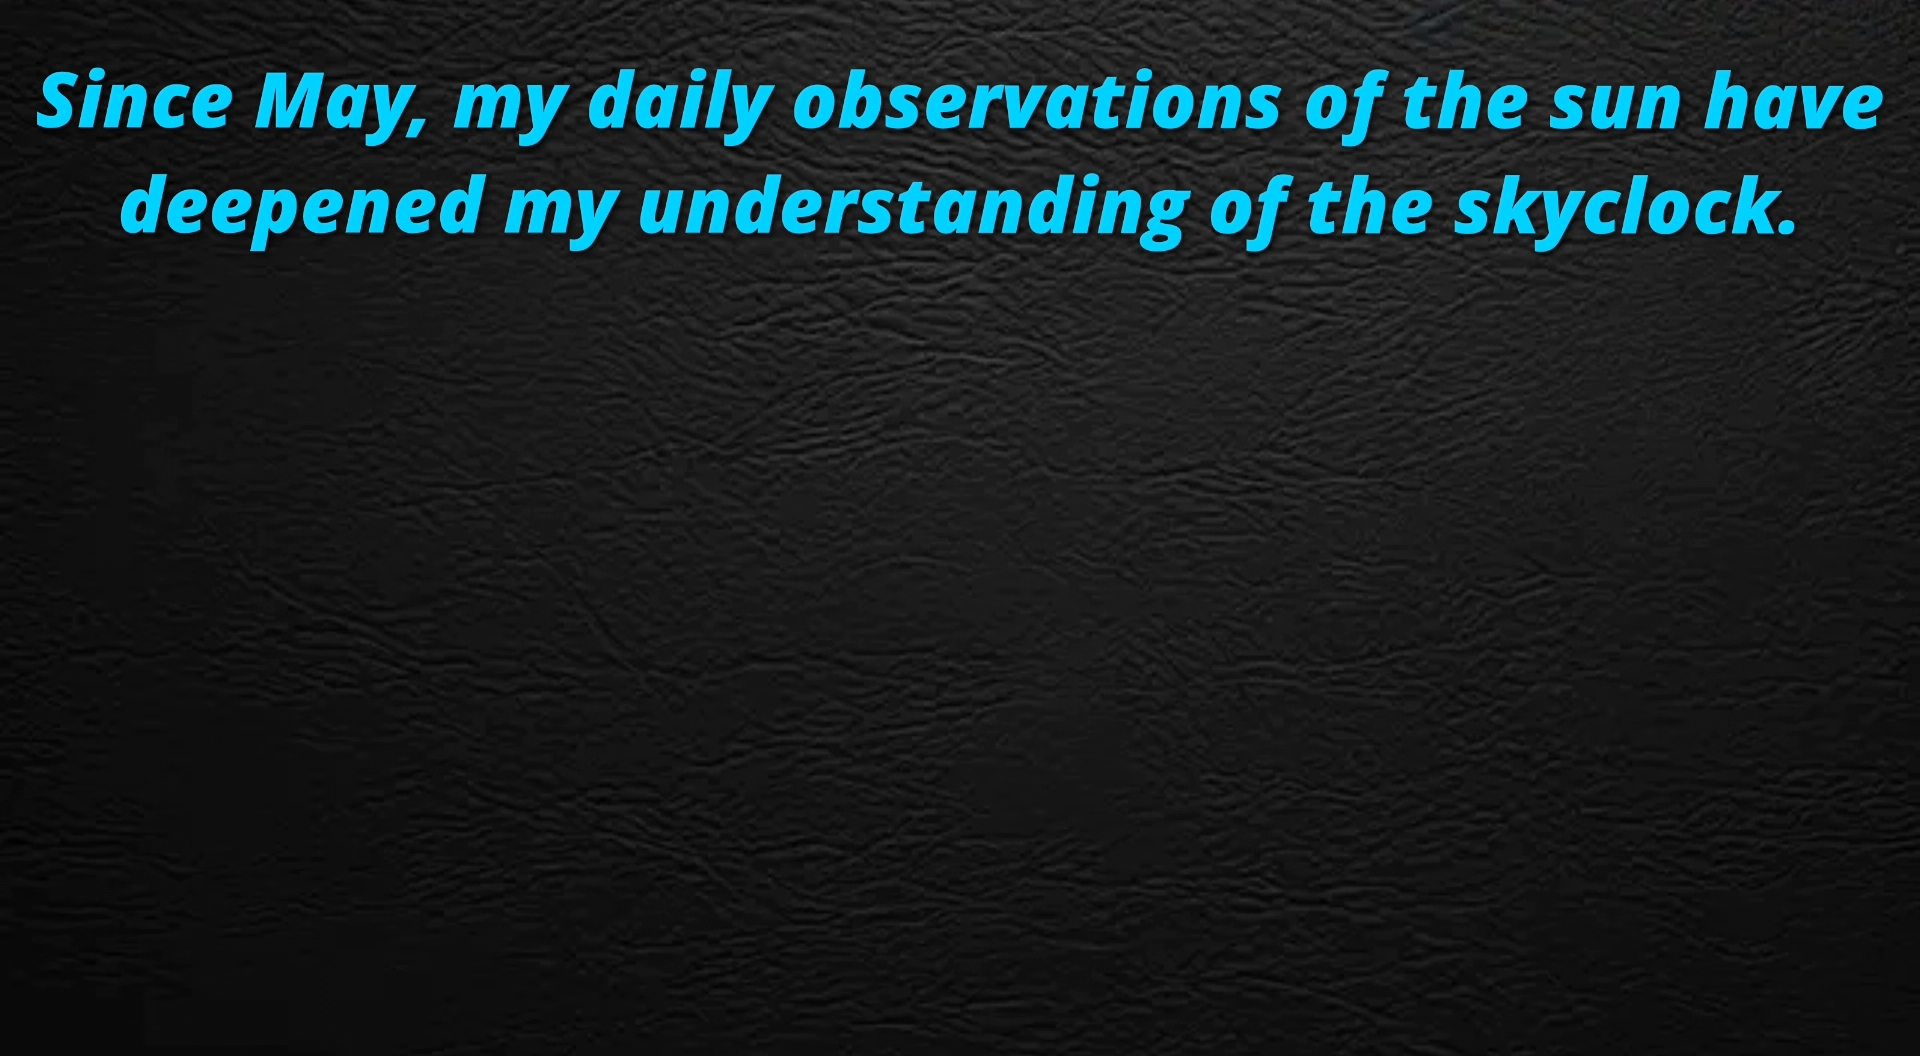 Since May, my daily observations of the sun have
deepened my understanding of the skyclock.